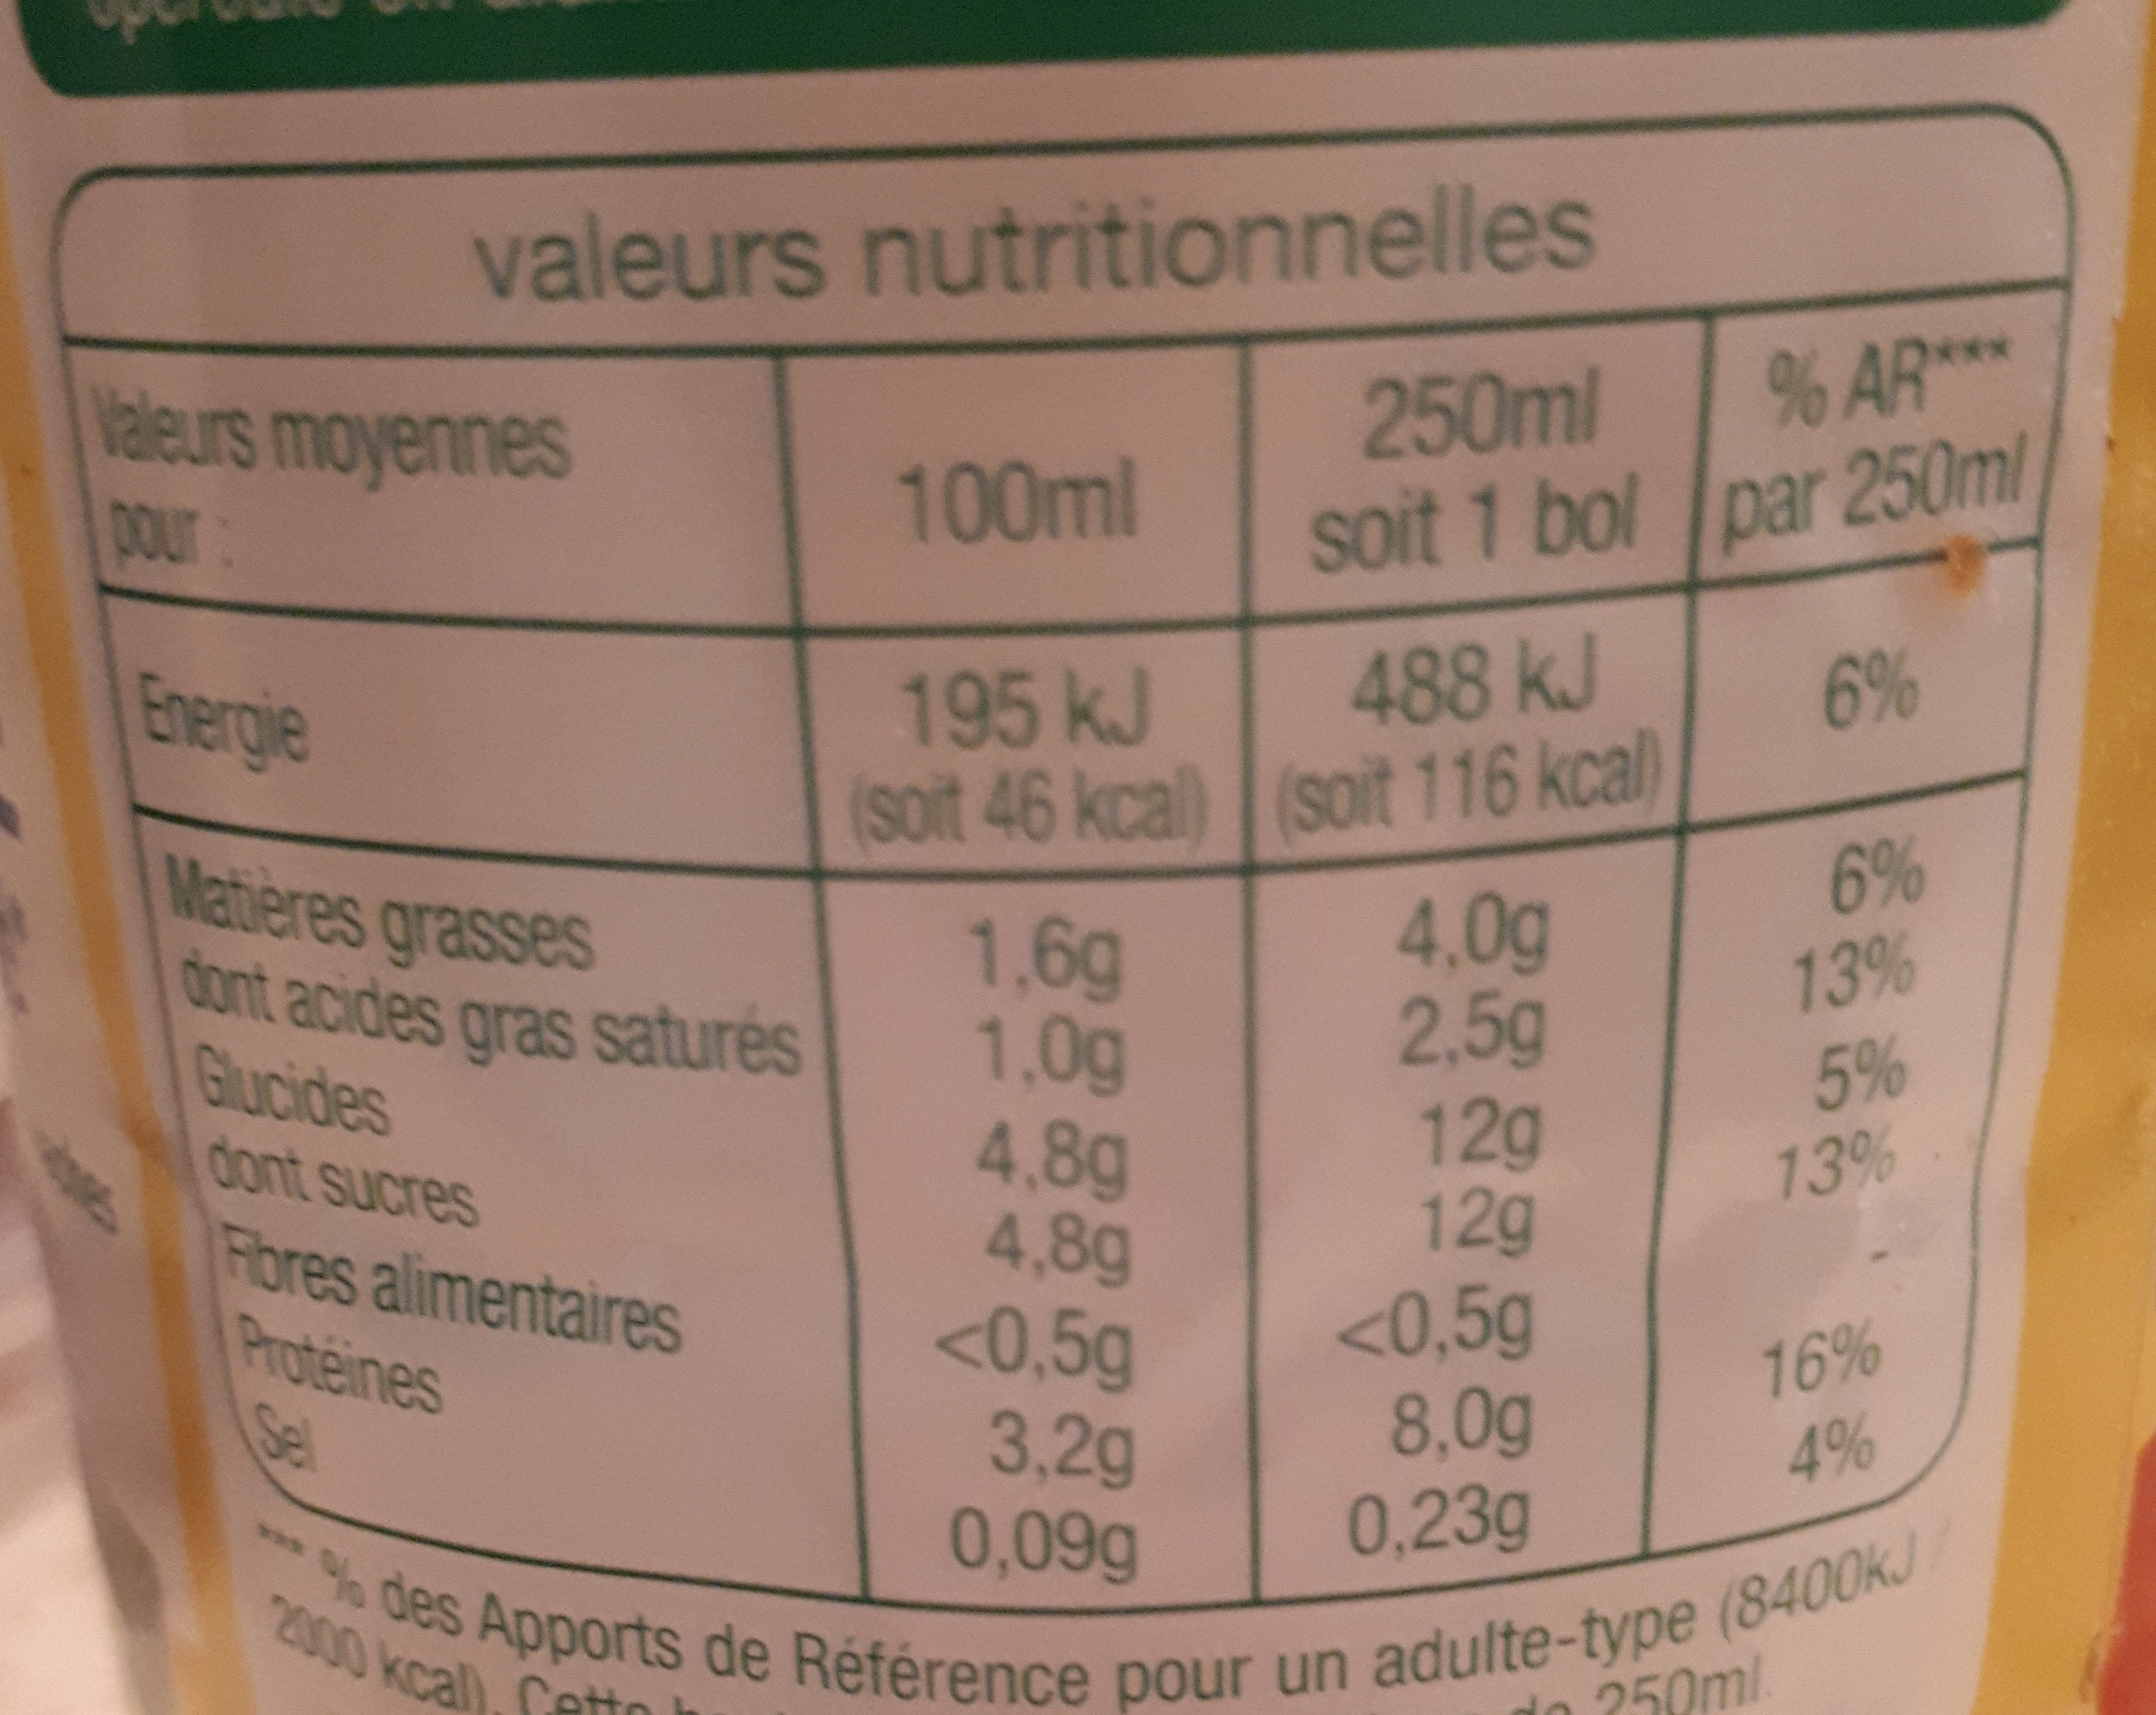 valeurs nutritionnelles
Valeurs moyennes pour : 100ml 250ml soit 1 bol % AR*** par 250ml
Energie 195 kJ (soit 46 kcal) 488 kJ (soit 116 kcal) 6%
Matières grasses 1,6g 4,0g 6%
dont acides gras saturés 1,0g 2,5g 13%
Glucides 4,8g 12g 5%
dont sucres 4,8g 12g 13%
Fibres alimentaires <0,5g <0,5g -
Protéines 3,2g 8,0g 16%
Sel 0,09g 0,23g 4%
*** % des Apports de Référence pour un adulte-type (8400kJ /
2000 kcal). Cette de 250ml.